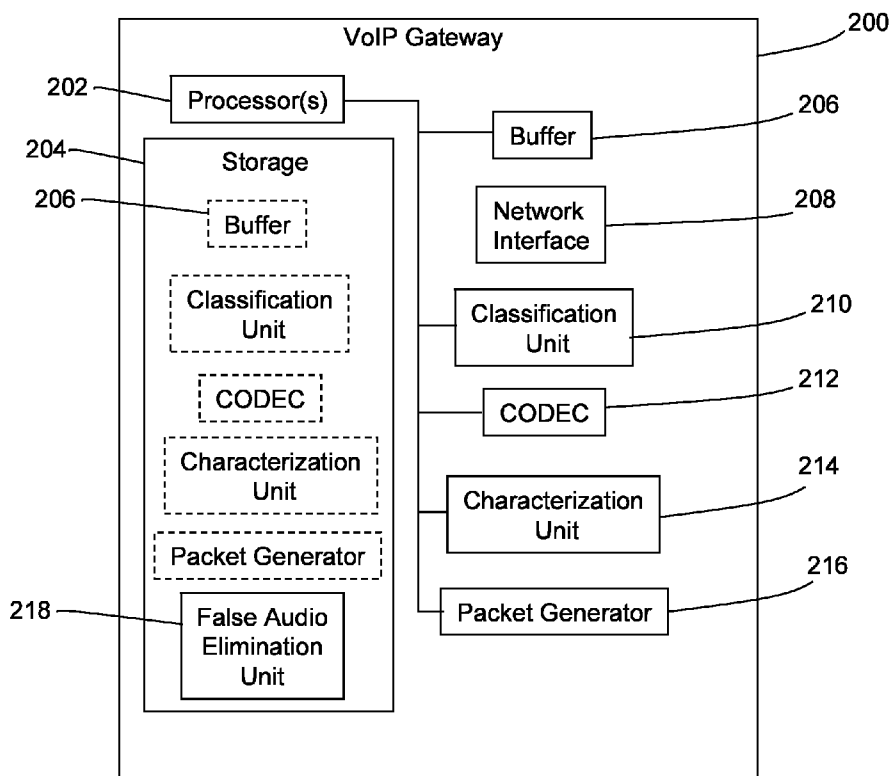 VoIP Gateway
200
202
Processor(s)
Buffer
206
204
Storage
206
Buffer
Network
Interface
208
Classification
Unit
Classification
Unit
210
CODEC
CODEC
212
Characterization
Unit
Characterization
Unit
214
Packet Generator
Packet Generator
216
218
False Audio
Elimination
Unit